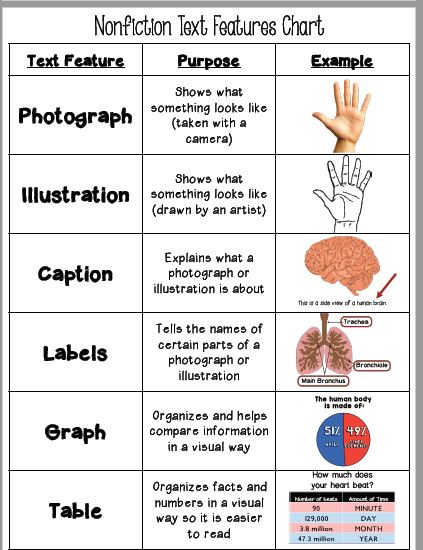 Nonfiction Text Features Chart
Text Feature
Purpose
Example
Photograph
Shows what
something looks like
(taken with a
camera)
Illustration
Shows what
something looks like
(drawn by an artist)
Caption
Explains what a
photograph or
illustration is about
This is a side view of a human brain.
Labels
Tells the names of
certain parts of a
photograph or
illustration
Trachea
Bronchiole
Main Bronchus
Graph
Organizes and helps
compare information
in a visual way
The human body
is made of:
51%
49%
Table
Organizes facts and
numbers in a visual
way so it is easier
to read
How much does
your heart beat?
Number of beats Amount of Time
90 MINUTE
129,000 DAY
3.8 million MONTH
47.3 million YEAR